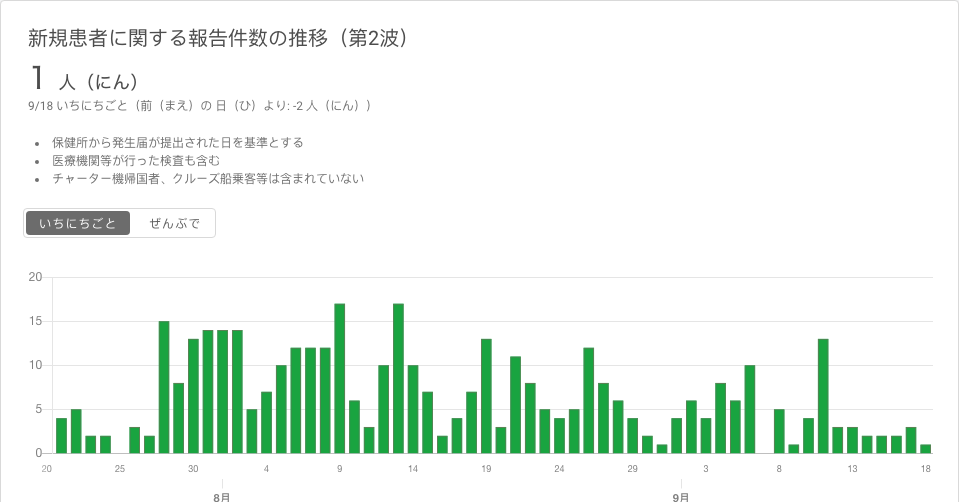 新規患者に関する報告件数の推移（第2波）
1 人（にん）
9/18 いちにちごと（前（まえ）の 日（ひ）より: -2 人（にん））
保健所から発生届が提出された日を基準とする
医療機関等が行った検査も含む
チャーター機帰国者、クルーズ船乗客等は含まれていない
いちにちごと ぜんぶで
20
15
10
5
0
20 25 30 4 9 14 19 24 29 3 8 13 18
8月 9月